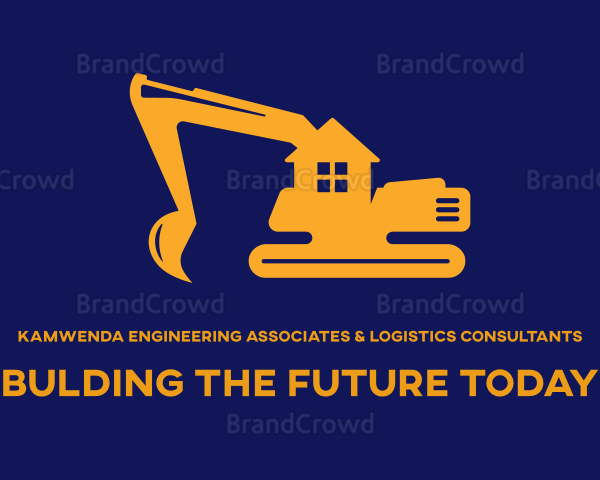 BrandCrowd BrandCrowd
BrandCrowd BrandCrowd BrandCrowd
BrandCrowd BrandCrowd
KAMWENDA ENGINEERING ASSOCIATES & LOGISTICS CONSULTANTS
BULDING THE FUTURE TODAY
BrandCrowd